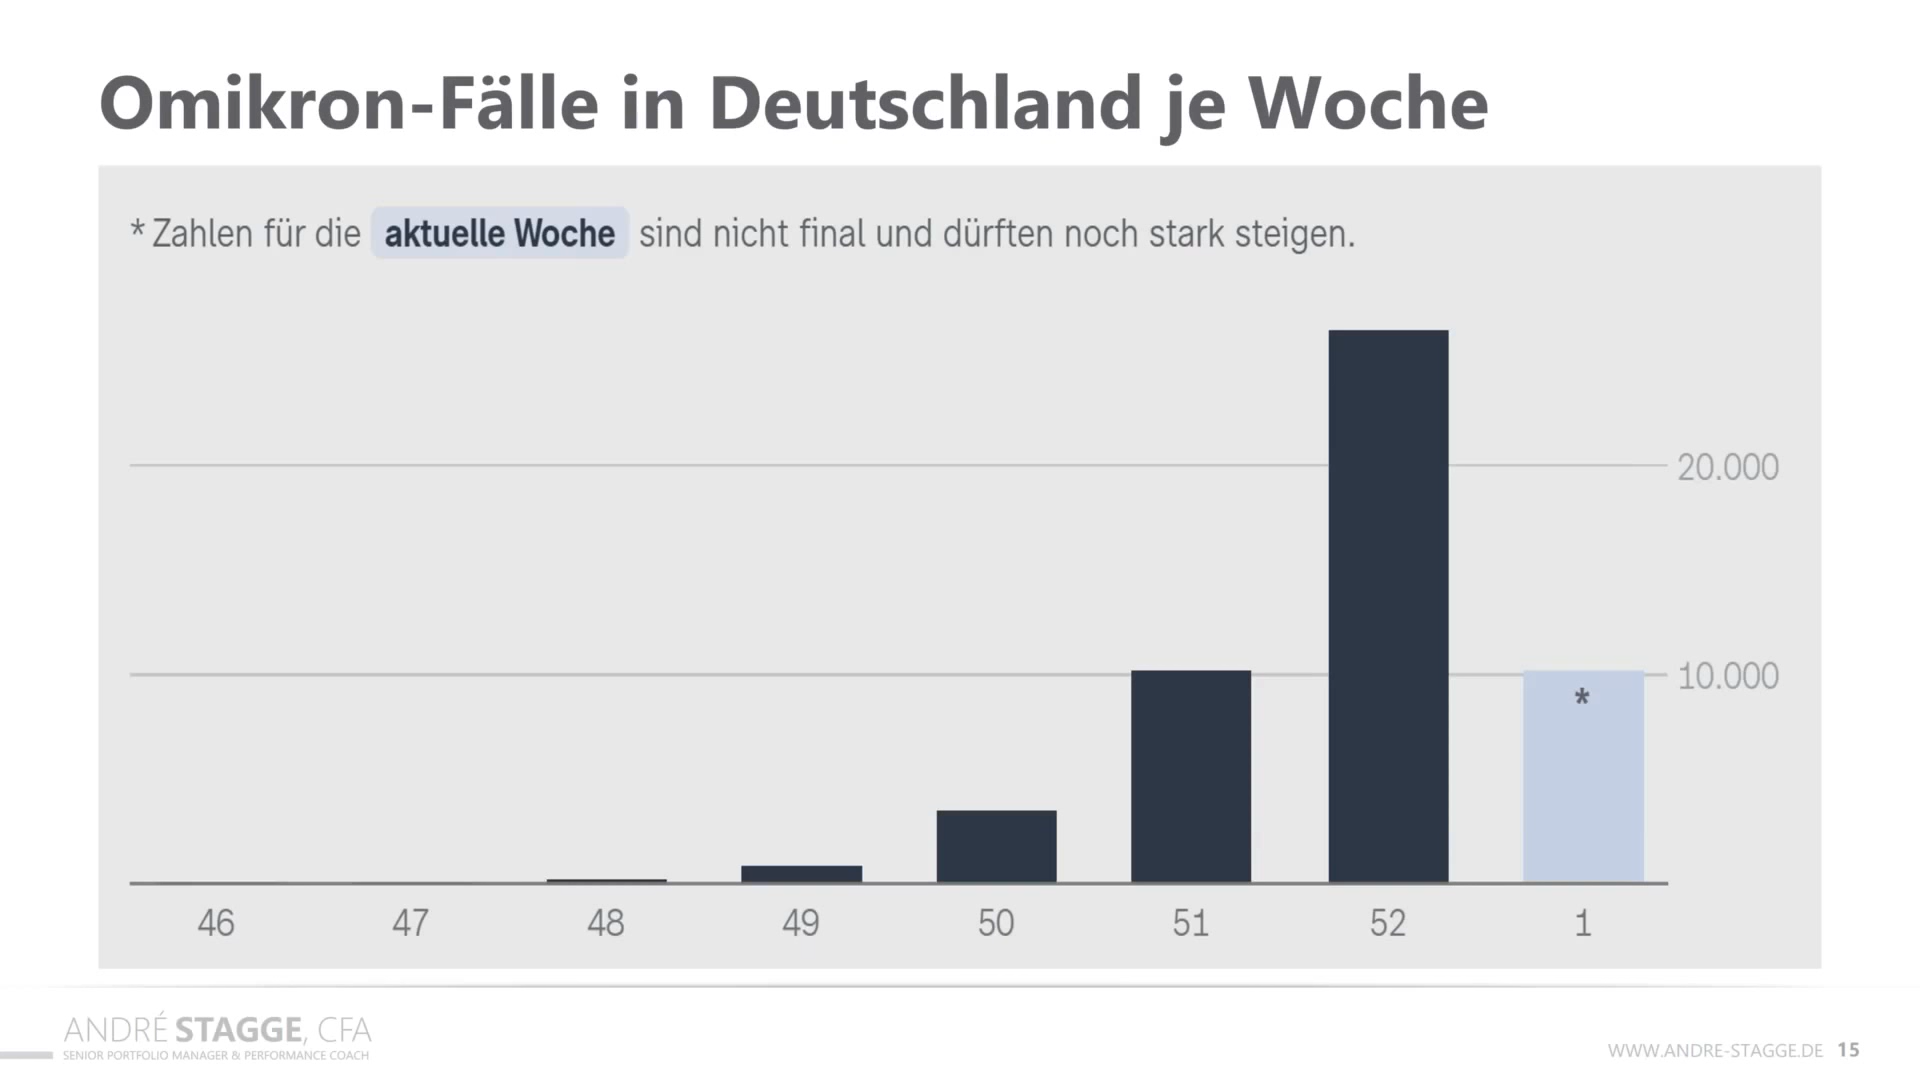 Omikron-Fälle in Deutschland je Woche
* Zahlen für die aktuelle Woche sind nicht final und dürften noch stark steigen.
20.000
10.000
*
46 47 48 49 50 51 52 1
ANDRÉ STAGGE, CFA
SENIOR PORTFOLIO MANAGER & PERFORMANCE COACH
WWW.ANDRE-STAGGE.DE 15